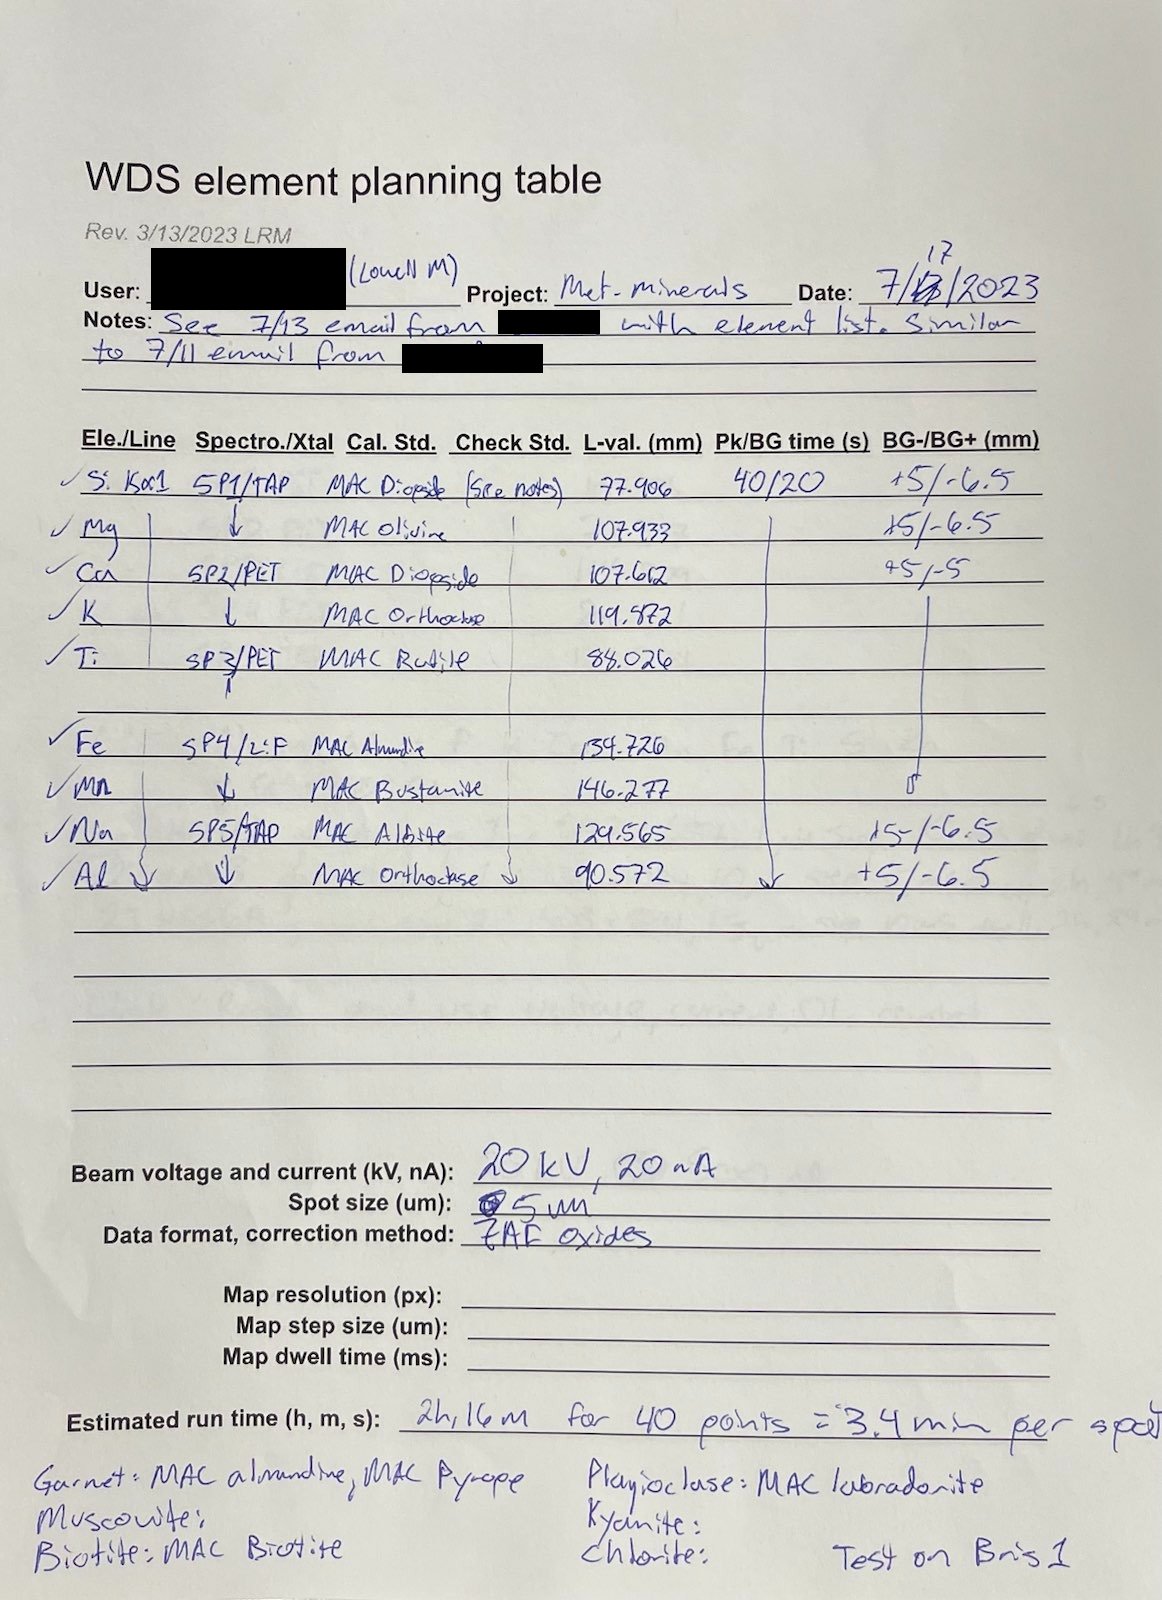 WDS element planning table
Rev. 3/13/2023 LRM
17
User: (Lowell M) Project: Met-minerals Date: 7/ /2023
Notes: See 7/13 email from with element list. Similar
to 7/11 email from
Ele./Line Spectro./Xtal Cal. Std. Check Std. L-val. (mm) Pk/BG time (s) BG-/BG+ (mm)
✓ Si Kα1 SP1/TAP MAC Diopside (See notes) 77.906 40/20 +5/-6.5
✓ Mg ↓ MAC Olivine 107.933 +5/-6.5
✓ Ca SP2/PET MAC Diopside 107.612 +5/-5
✓ K ↓ MAC Orthoclase 119.872
✓ Ti SP3/PET MAC Rutile 88.026
✓ Fe SP4/LiF MAC Almandine 134.726
✓ Mn ↓ MAC Bustamite 146.277
✓ Na SP5/TAP MAC Albite 129.565 +5/-6.5
✓ Al ↓ ↓ MAC Orthoclase ↓ 90.572 ↓ +5/-6.5
Beam voltage and current (kV, nA): 20 kV, 20 nA
Spot size (um): 5 um
Data format, correction method: ZAF oxides
Map resolution (px):
Map step size (um):
Map dwell time (ms):
Estimated run time (h, m, s): 2h, 16m for 40 points = 3.4 min per spot
Garnet: MAC almandine, MAC Pyrope Plagioclase: MAC labradorite
Muscovite: Kyanite:
Biotite: MAC Biotite Chlorite: Test on Bris 1